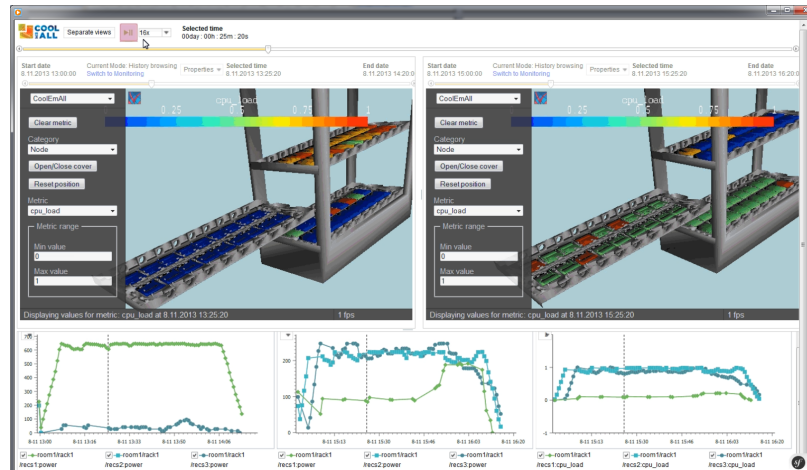 COOL
EM ALL
Separate views
16x
Selected time
00day : 00h : 25m : 20s
Start date
8.11.2013 13:00:00
Current Mode: History browsing
Switch to Monitoring
Properties
Selected time
8.11.2013 13:25:20
End date
8.11.2013 14:20:0
CoolEmAll
Clear metric
Category
Node
Open/Close cover
Reset position
Metric
cpu_load
Metric range
Min value
0
Max value
1
cpu_load
0.25 0.5 0.75 1
Displaying values for metric: cpu_load at 8.11.2013 13:25:20
1 fps
Start date
8.11.2013 15:00:00
Current Mode: History browsing
Switch to Monitoring
Properties
Selected time
8.11.2013 15:25:20
End date
8.11.2013 16:20:0
CoolEmAll
Clear metric
Category
Node
Open/Close cover
Reset position
Metric
cpu_load
Metric range
Min value
0
Max value
1
cpu_load
0.25 0.5 0.75 1
Displaying values for metric: cpu_load at 8.11.2013 15:25:20
1 fps
700
600
500
400
300
200
100
0
8-11 13:00 8-11 13:16 8-11 13:33 8-11 13:50 8-11 14:06
room1\rack1 room1\rack1 room1\rack1
/recs1:power /recs2:power /recs3:power
200
100
0
8-11 15:13 8-11 15:30 8-11 15:46 8-11 16:03 8-11 16:20
room1\rack1 room1\rack1 room1\rack1
/recs1:power /recs2:power /recs3:power
1
0
-1
8-11 15:13 8-11 15:30 8-11 15:46 8-11 16:03 8-11 16:20
room1\rack1 room1\rack1 room1\rack1
/recs1:cpu_load /recs2:cpu_load /recs3:cpu_load